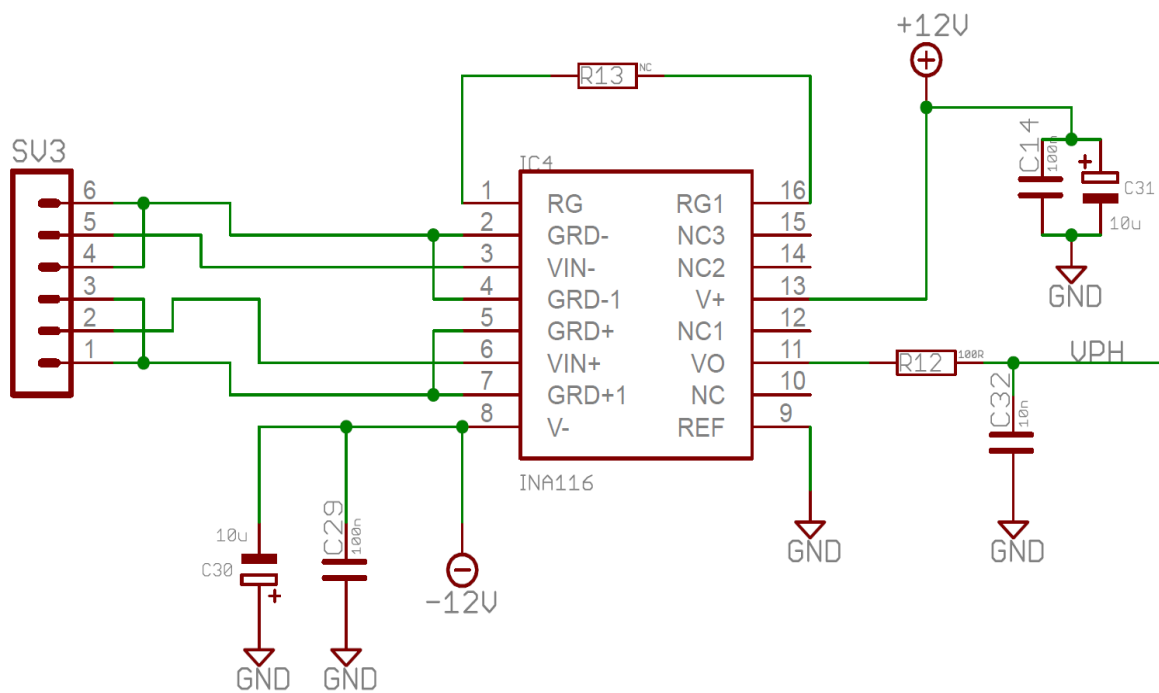 +12V
R13 NC
SV3
6
5
4
3
2
1
IC4
1 RG
2 GRD-
3 VIN-
4 GRD-1
5 GRD+
6 VIN+
7 GRD+1
8 V-
RG1 16
NC3 15
NC2 14
V+ 13
NC1 12
VO 11
NC 10
REF 9
INA116
C14
100n
+
C31
10u
GND
R12 100R
VPH
C32
10n
GND
GND
10u
C30
+
C29
100n
-12V
GND
GND